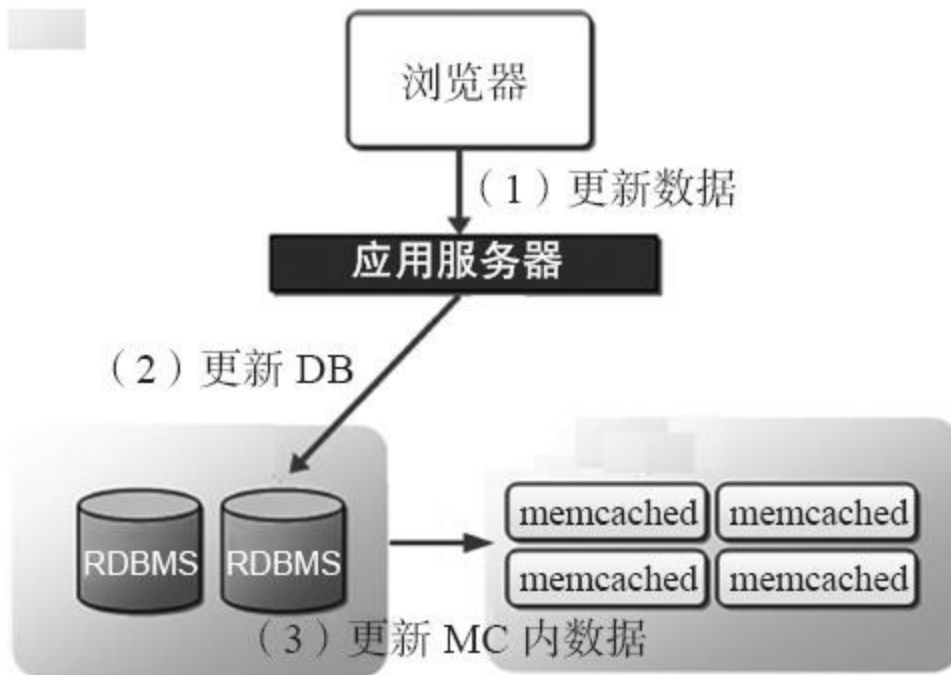 浏览器
（1）更新数据
应用服务器
（2）更新 DB
RDBMS RDBMS
memcached memcached
memcached memcached
（3）更新 MC 内数据